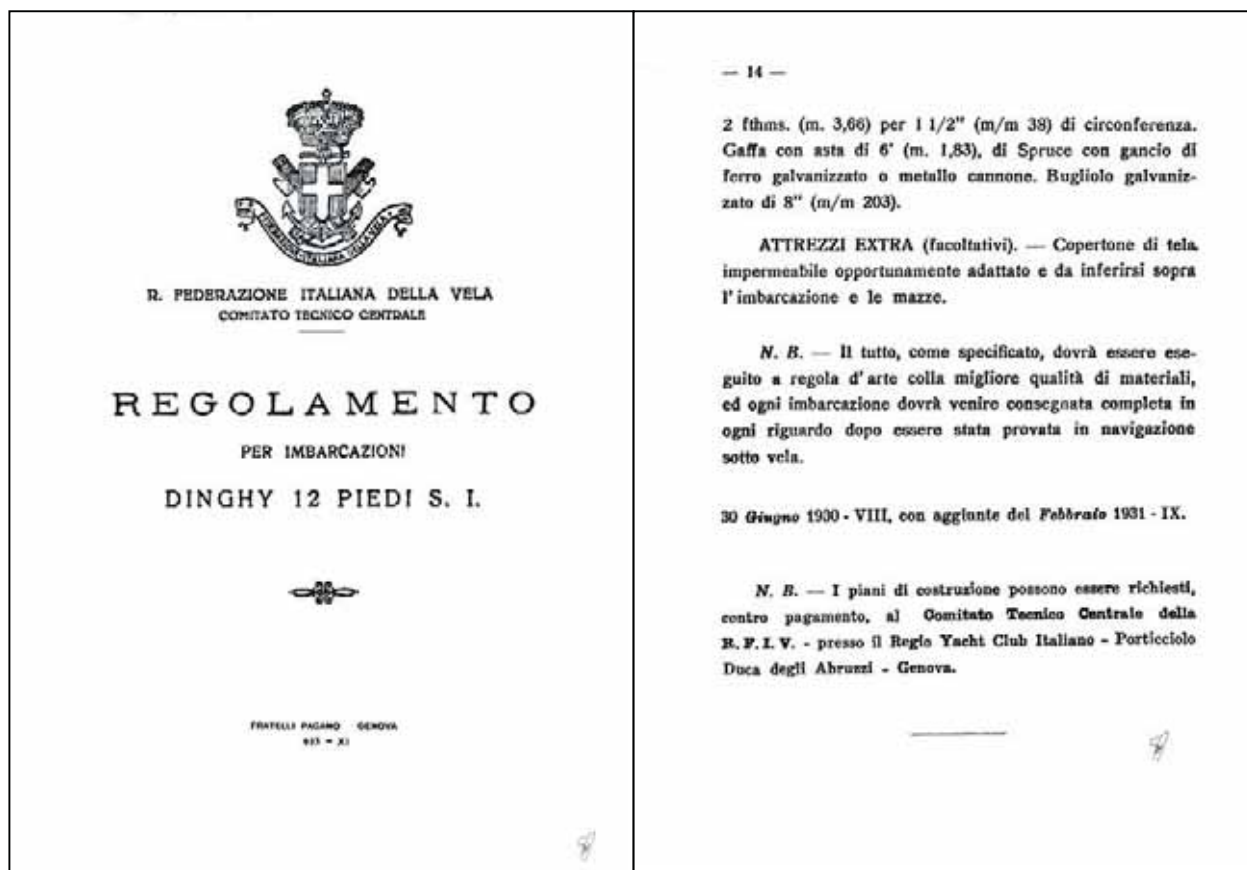 FEDERAZIONE ITALIANA DELLA VELA
R. FEDERAZIONE ITALIANA DELLA VELA
COMITATO TECNICO CENTRALE
REGOLAMENTO
PER IMBARCAZIONI
DINGHY 12 PIEDI S. I.
FRATELLI PAGANO GENOVA
933 - XI
— 14 —
2 fthms. (m. 3,66) per 1 1/2" (m/m 38) di circonferenza.
Gaffa con asta di 6' (m. 1,83), di Spruce con gancio di
ferro galvanizzato o metallo cannone. Bugliolo galvaniz-
zato di 8" (m/m 203).
ATTREZZI EXTRA (facoltativi). — Copertone di tela
impermeabile opportunamente adattato e da inferirsi sopra
l'imbarcazione e le mazze.
N. B. — Il tutto, come specificato, dovrà essere ese-
guito a regola d'arte colla migliore qualità di materiali,
ed ogni imbarcazione dovrà venire consegnata completa in
ogni riguardo dopo essere stata provata in navigazione
sotto vela.
30 Giugno 1930 - VIII, con aggiunte del Febbraio 1931 - IX.
N. B. — I piani di costruzione possono essere richiesti,
contro pagamento, al Comitato Tecnico Centrale della
R. F. I. V. - presso il Regio Yacht Club Italiano - Porticciolo
Duca degli Abruzzi - Genova.